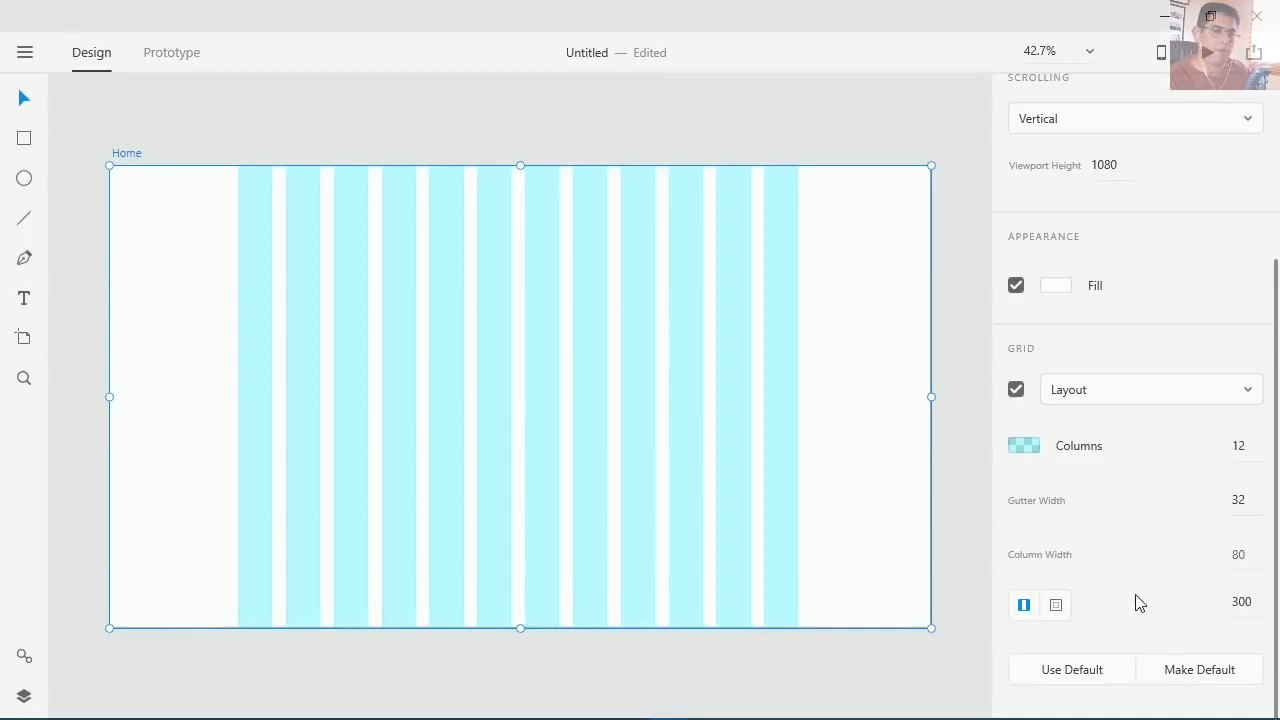 Design Prototype Untitled — Edited 42.7%
SCROLLING
Vertical
Home
Viewport Height 1080
APPEARANCE
Fill
GRID
Layout
Columns 12
Gutter Width 32
Column Width 80
300
Use Default Make Default